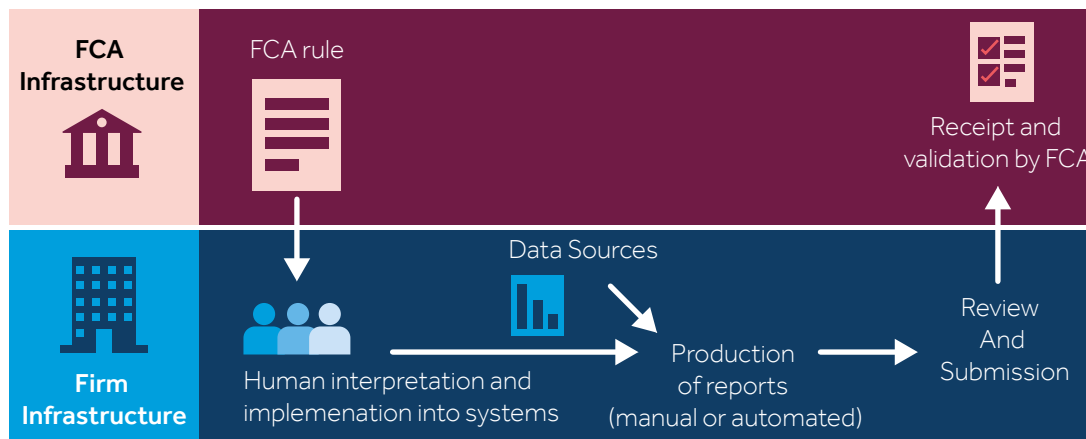 FCA
Infrastructure
FCA rule
Receipt and
validation by FCA
Firm
Infrastructure
Human interpretation and
implemenation into systems
Data Sources
Production
of reports
(manual or automated)
Review
And
Submission